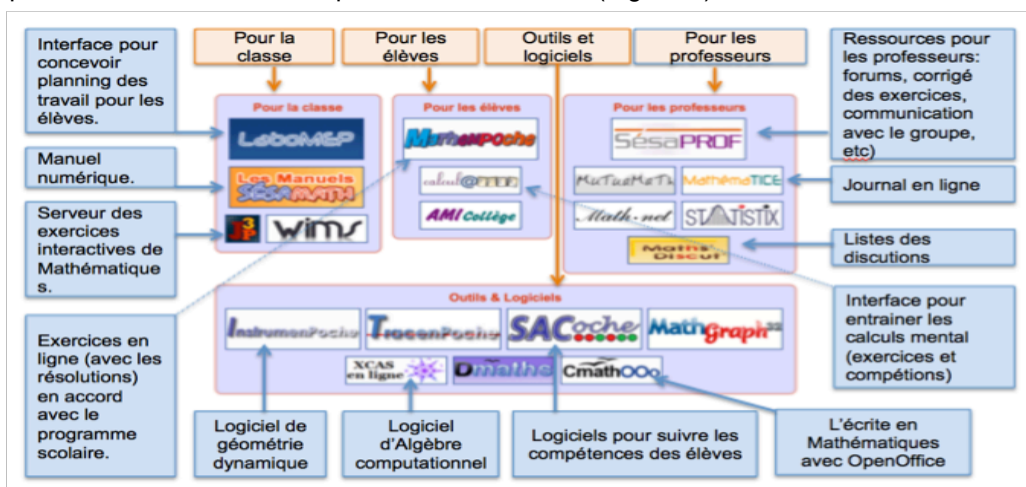 Interface pour
concevoir
planning des
travail pour les
élèves.
Pour la
classe
Pour les
élèves
Outils et
logiciels
Pour les
professeurs
Ressources pour
les professeurs:
forums, corrigé
des exercices,
communication
avec le groupe,
etc)
Manuel
numérique.
Serveur des
exercices
interactives de
Mathématique
s.
Pour la classe
LaboMEP
Les Manuels
SÉSAMATH
wims
Pour les élèves
MathenPoche
calcul@TICE
AMI Collège
Pour les professeurs
SésaPROF
MuTuaMaTh
MathémaTICE
Math-net
STATISTIX
Maths'
Discut'
Journal en ligne
Listes des
discutions
Exercices en
ligne (avec les
résolutions)
en accord
avec le
programme
scolaire.
Outils & Logiciels
InstrumenPoche
TracenPoche
SACoche
MathGraph32
XCAS
en ligne
Dmaths
CmathOOo
Interface pour
entrainer les
calculs mental
(exercices et
compétions)
Logiciel de
géométrie
dynamique
Logiciel
d'Algèbre
computationnel
Logiciels pour suivre les
compétences des élèves
L'écrite en
Mathématiques
avec OpenOffice